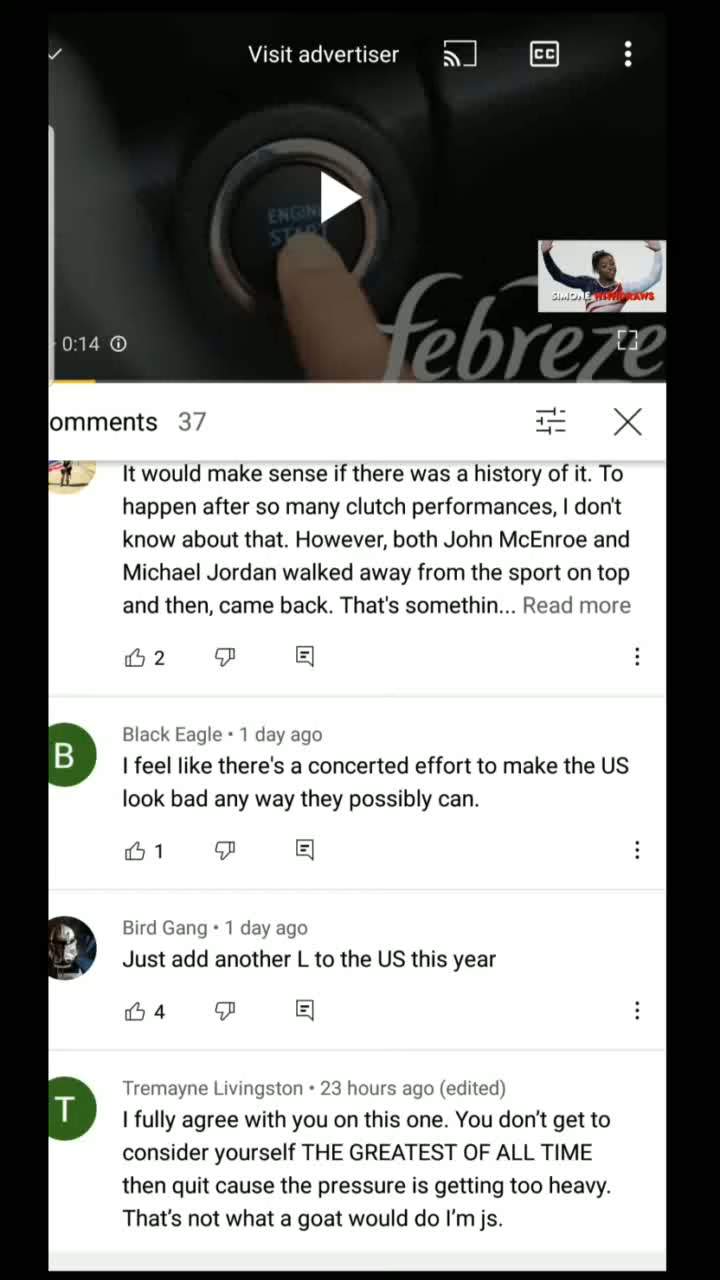 Visit advertiser
CC
ENGINE
START
SIMONE WITHDRAWS
0:14
febreze
omments 37
It would make sense if there was a history of it. To
happen after so many clutch performances, I don't
know about that. However, both John McEnroe and
Michael Jordan walked away from the sport on top
and then, came back. That's somethin... Read more
2
B
Black Eagle • 1 day ago
I feel like there's a concerted effort to make the US
look bad any way they possibly can.
1
Bird Gang • 1 day ago
Just add another L to the US this year
4
T
Tremayne Livingston • 23 hours ago (edited)
I fully agree with you on this one. You don’t get to
consider yourself THE GREATEST OF ALL TIME
then quit cause the pressure is getting too heavy.
That’s not what a goat would do I’m js.